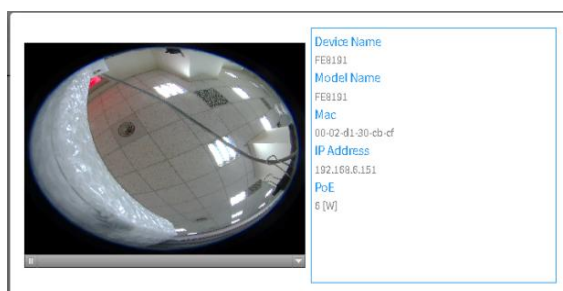 Device Name
FE8191
Model Name
FE8191
Mac
00-02-d1-30-cb-cf
IP Address
192.168.6.151
PoE
6 [W]